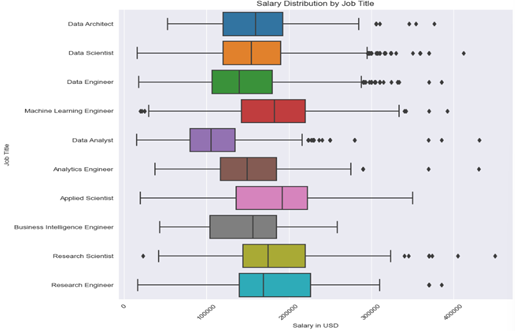 Salary Distribution by Job Title
Data Architect
Data Scientist
Data Engineer
Machine Learning Engineer
Data Analyst
Analytics Engineer
Applied Scientist
Business Intelligence Engineer
Research Scientist
Research Engineer
Job Title
0 100000 200000 300000 400000
Salary in USD